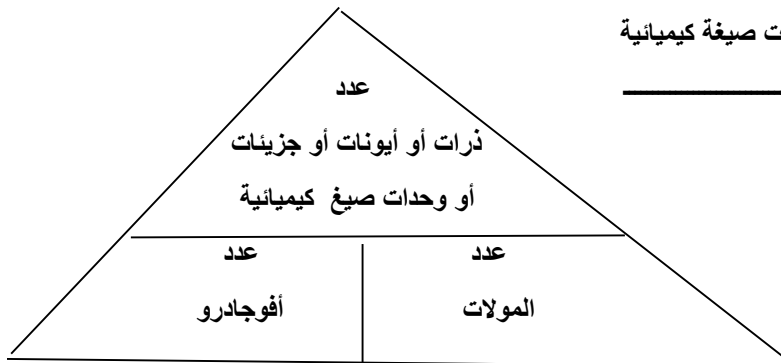 ت صيغة كيميائية
عدد
ذرات أو أيونات أو جزيئات
أو وحدات صيغ كيميائية
عدد
المولات
عدد
أفوجادرو